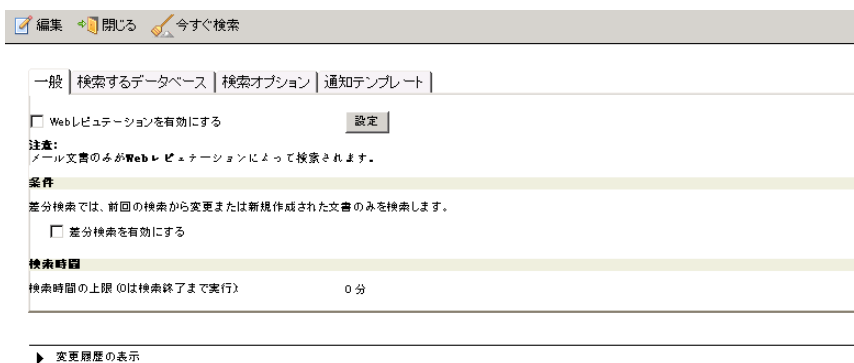 編集 閉じる 今すぐ検索
一般 検索するデータベース 検索オプション 通知テンプレート
Webレピュテーションを有効にする 設定
注意:
メール文書のみがWebレピュテーションによって検索されます。
条件
差分検索では、前回の検索から変更または新規作成された文書のみを検索します。
差分検索を有効にする
検索時間
検索時間の上限(0は検索終了まで実行): 0 分
変更履歴の表示